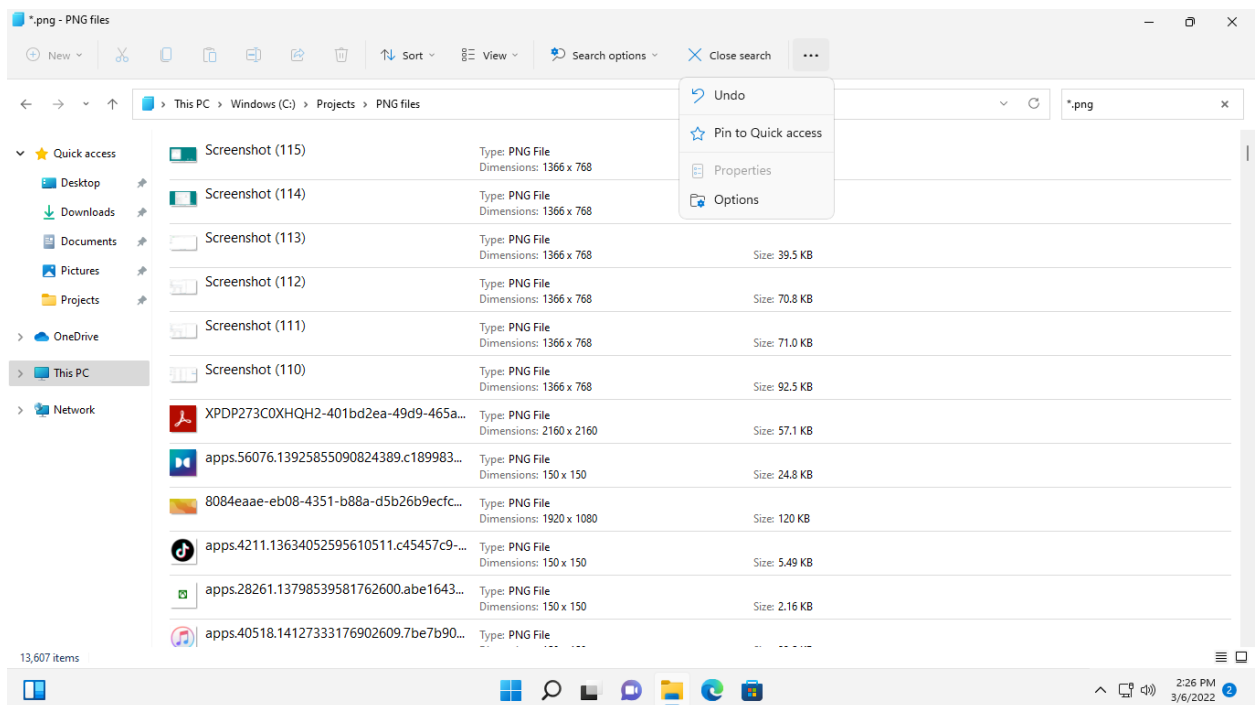 *.png - PNG files
New
Sort
View
Search options
Close search
This PC > Windows (C:) > Projects > PNG files
*.png
Undo
Pin to Quick access
Properties
Options
Quick access
Desktop
Downloads
Documents
Pictures
Projects
OneDrive
This PC
Network
Screenshot (115)
Type: PNG File
Dimensions: 1366 x 768
Screenshot (114)
Type: PNG File
Dimensions: 1366 x 768
Screenshot (113)
Type: PNG File
Dimensions: 1366 x 768
Size: 39.5 KB
Screenshot (112)
Type: PNG File
Dimensions: 1366 x 768
Size: 70.8 KB
Screenshot (111)
Type: PNG File
Dimensions: 1366 x 768
Size: 71.0 KB
Screenshot (110)
Type: PNG File
Dimensions: 1366 x 768
Size: 92.5 KB
XPDP273C0XHQH2-401bd2ea-49d9-465a...
Type: PNG File
Dimensions: 2160 x 2160
Size: 57.1 KB
apps.56076.13925855090824389.c189983...
Type: PNG File
Dimensions: 150 x 150
Size: 24.8 KB
8084eaae-eb08-4351-b88a-d5b26b9ecfc...
Type: PNG File
Dimensions: 1920 x 1080
Size: 120 KB
apps.4211.13634052595610511.c45457c9-...
Type: PNG File
Dimensions: 150 x 150
Size: 5.49 KB
apps.28261.13798539581762600.abe1643...
Type: PNG File
Dimensions: 150 x 150
Size: 2.16 KB
apps.40518.14127333176902609.7be7b90...
Type: PNG File
13,607 items
2:26 PM
3/6/2022
2